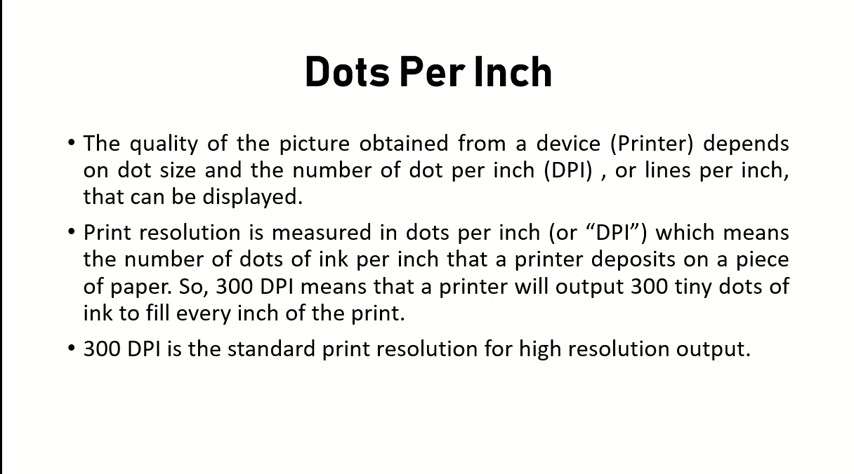 Dots Per Inch
• The quality of the picture obtained from a device (Printer) depends
on dot size and the number of dot per inch (DPI) , or lines per inch,
that can be displayed.
• Print resolution is measured in dots per inch (or “DPI”) which means
the number of dots of ink per inch that a printer deposits on a piece
of paper. So, 300 DPI means that a printer will output 300 tiny dots of
ink to fill every inch of the print.
• 300 DPI is the standard print resolution for high resolution output.